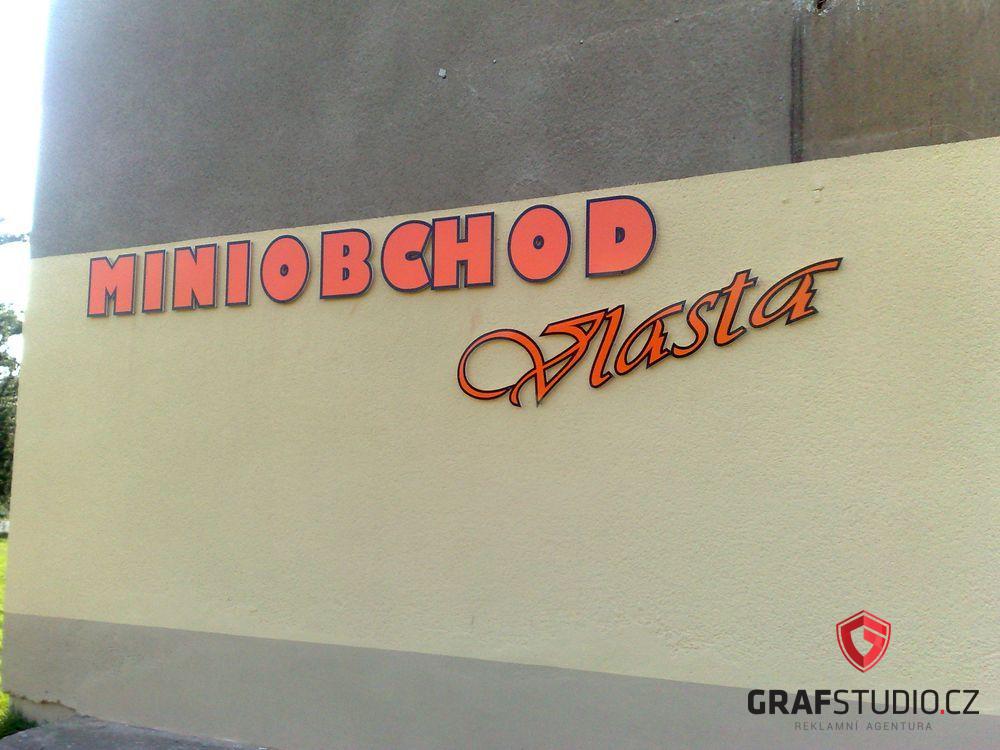 MINIOBCHOD
Vlasta
GRAFSTUDIO.CZ
REKLAMNÍ AGENTURA